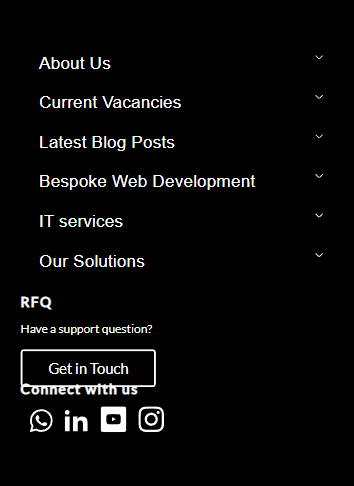 About Us
Current Vacancies
Latest Blog Posts
Bespoke Web Development
IT services
Our Solutions
RFQ
Have a support question?
Get in Touch
Connect with us